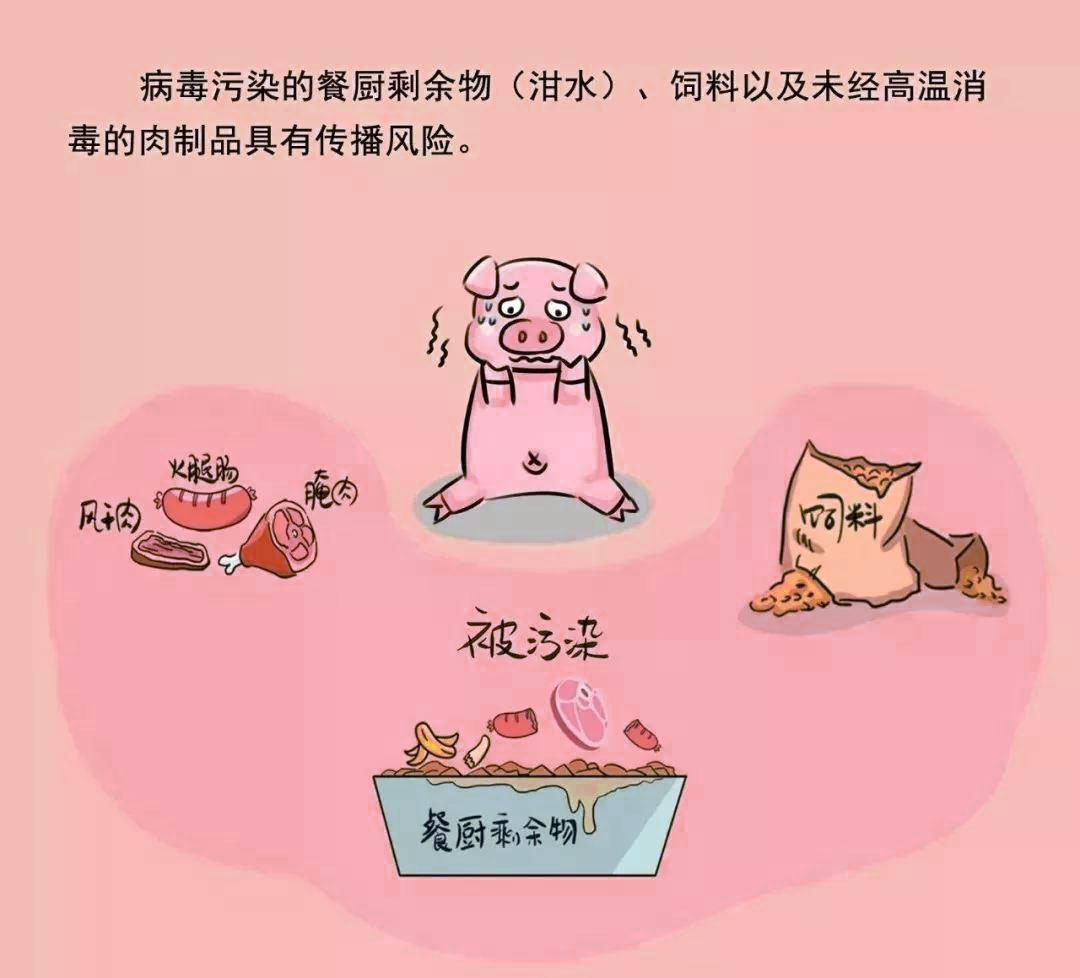 病毒污染的餐厨剩余物（泔水）、饲料以及未经高温消
毒的肉制品具有传播风险。
火腿肠
腌肉
风干肉
饲料
被污染
餐厨剩余物